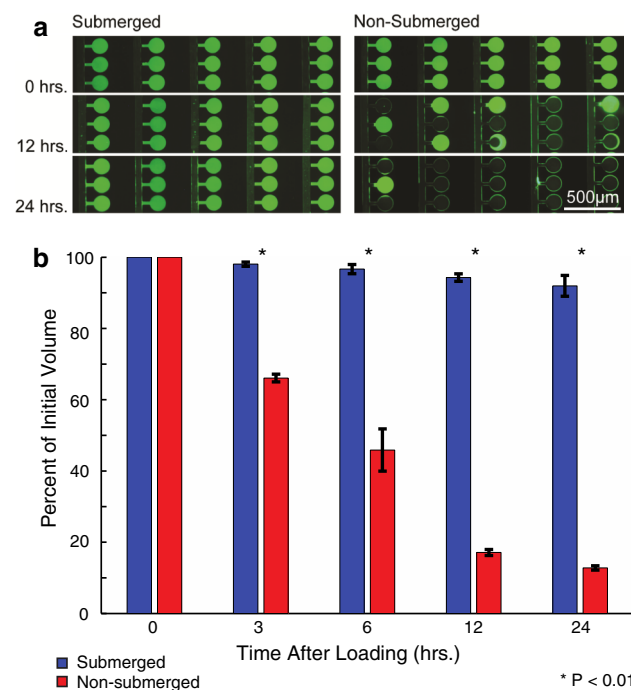 a
Submerged
Non-Submerged
0 hrs.
12 hrs.
24 hrs.
500µm
b
Percent of Initial Volume
100
80
60
40
20
0
* * * *
0 3 6 12 24
Time After Loading (hrs.)
Submerged
Non-submerged
* P < 0.01